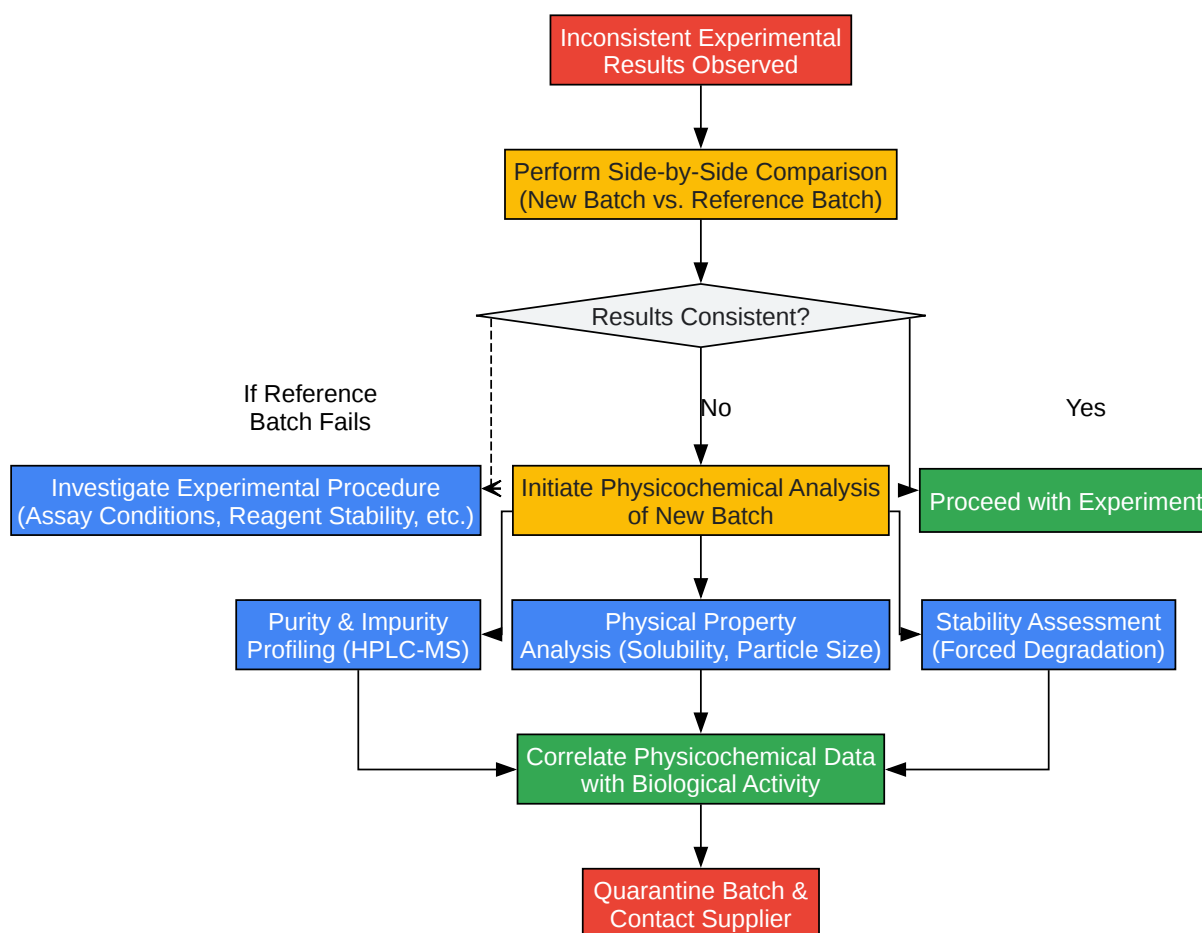 Inconsistent Experimental
Results Observed
Perform Side-by-Side Comparison
(New Batch vs. Reference Batch)
Results Consistent?
If Reference
Batch Fails
No
Yes
Investigate Experimental Procedure
(Assay Conditions, Reagent Stability, etc.)
Initiate Physicochemical Analysis
of New Batch
Proceed with Experiment
Purity & Impurity
Profiling (HPLC-MS)
Physical Property
Analysis (Solubility, Particle Size)
Stability Assessment
(Forced Degradation)
Correlate Physicochemical Data
with Biological Activity
Quarantine Batch &
Contact Supplier